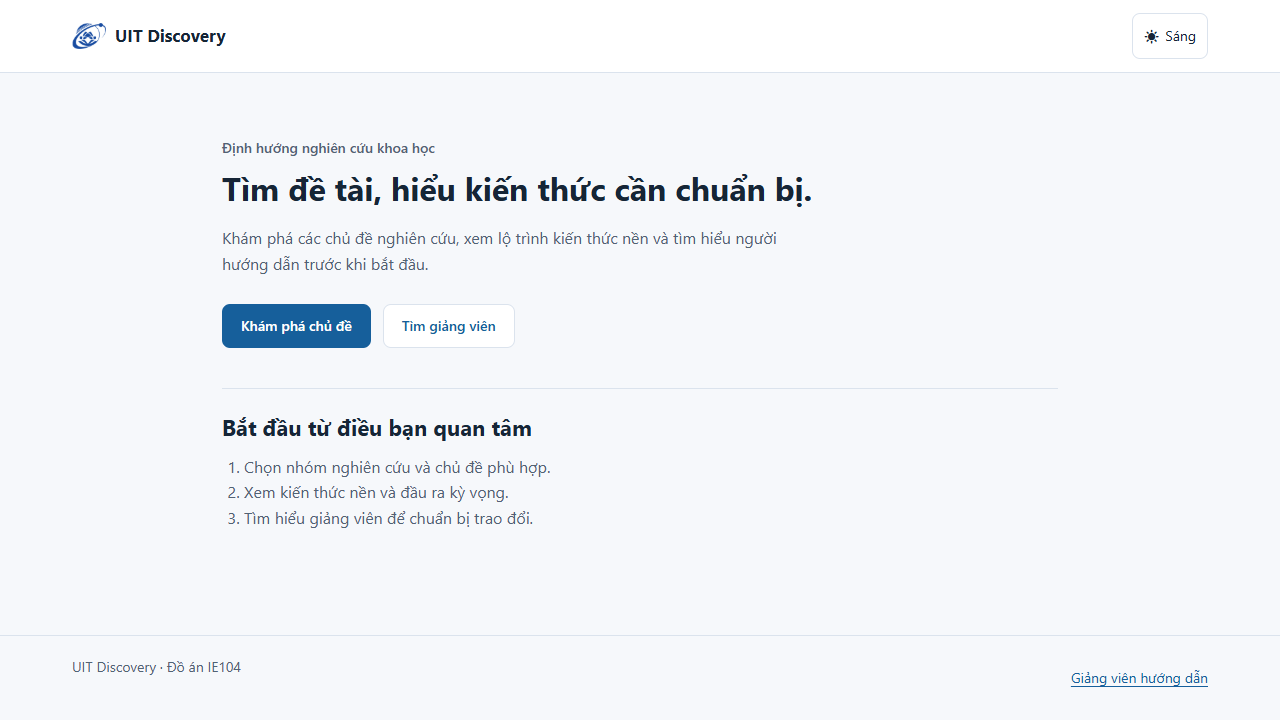 UIT Discovery
Sáng
Định hướng nghiên cứu khoa học
Tìm đề tài, hiểu kiến thức cần chuẩn bị.
Khám phá các chủ đề nghiên cứu, xem lộ trình kiến thức nền và tìm hiểu người
hướng dẫn trước khi bắt đầu.
Khám phá chủ đề
Tìm giảng viên
Bắt đầu từ điều bạn quan tâm
1. Chọn nhóm nghiên cứu và chủ đề phù hợp.
2. Xem kiến thức nền và đầu ra kỳ vọng.
3. Tìm hiểu giảng viên để chuẩn bị trao đổi.
UIT Discovery · Đồ án IE104
Giảng viên hướng dẫn